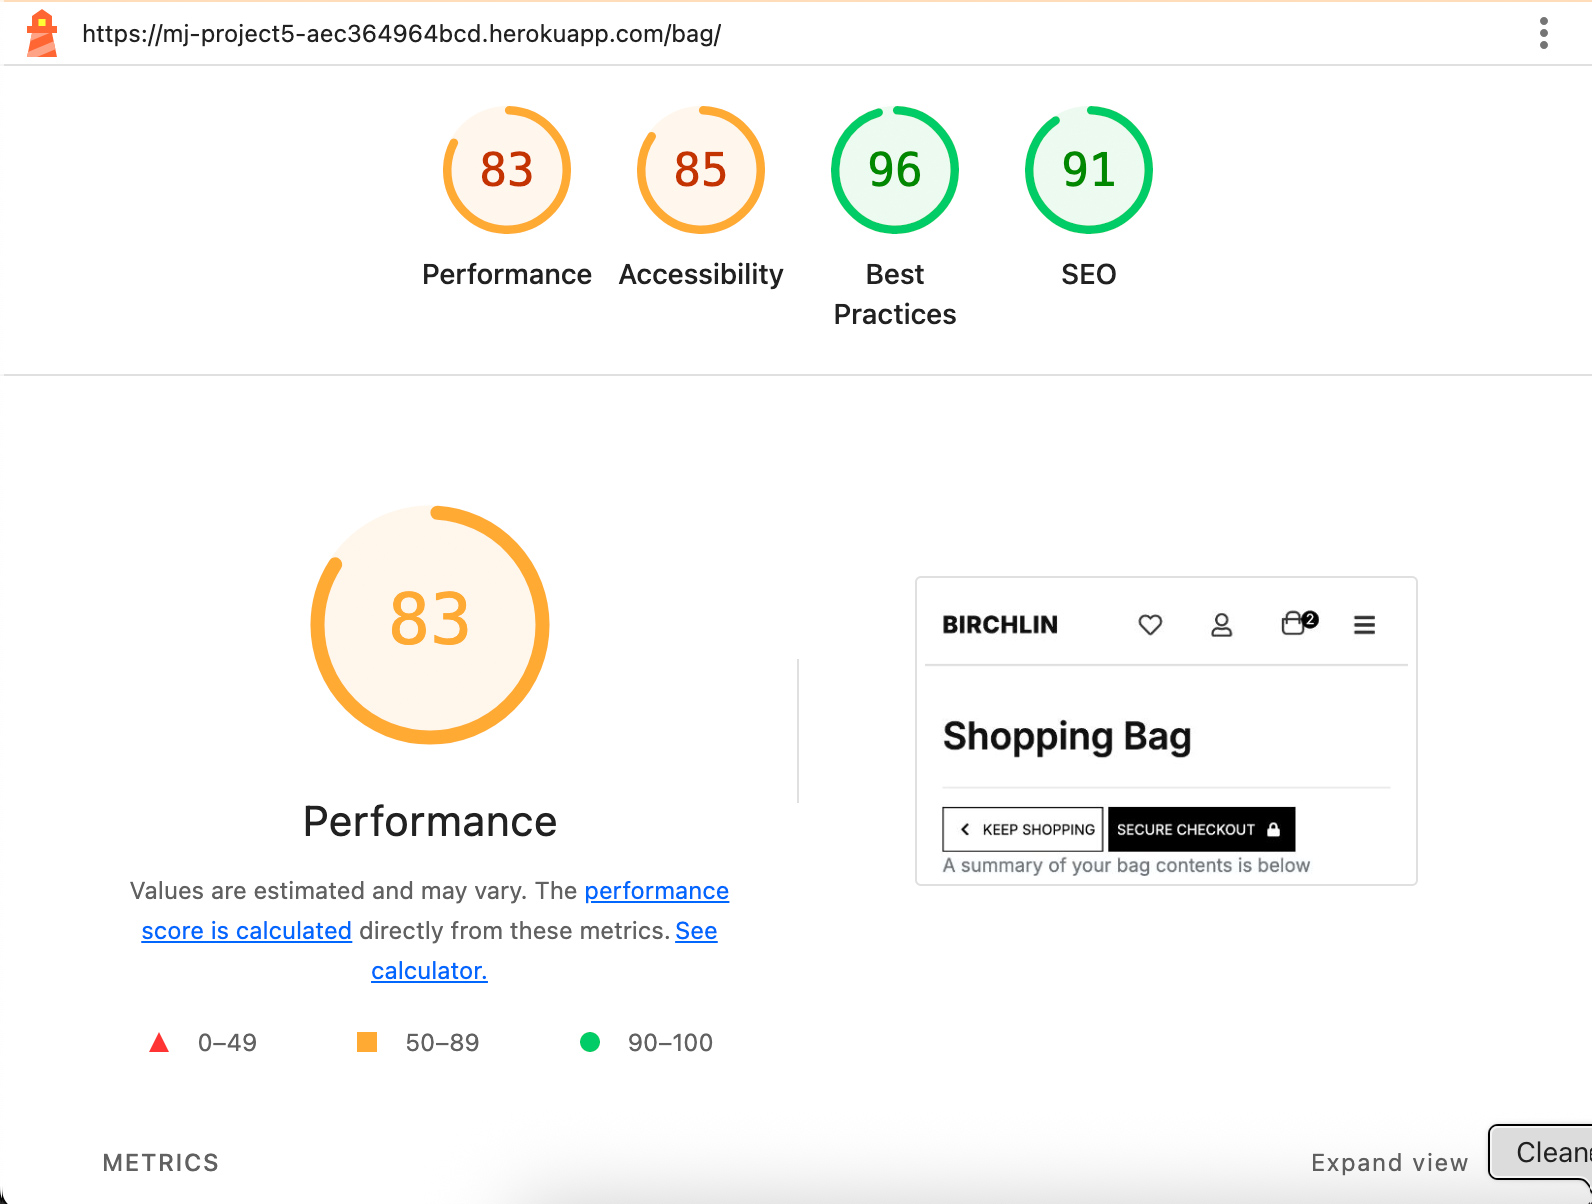 https://mj-project5-aec364964bcd.herokuapp.com/bag/
83
85
96
91
Performance
Accessibility
Best
Practices
SEO
83
Performance
Values are estimated and may vary. The performance
score is calculated directly from these metrics. See
calculator.
0–49
50–89
90–100
BIRCHLIN
2
Shopping Bag
KEEP SHOPPING
SECURE CHECKOUT
A summary of your bag contents is below
METRICS
Expand view